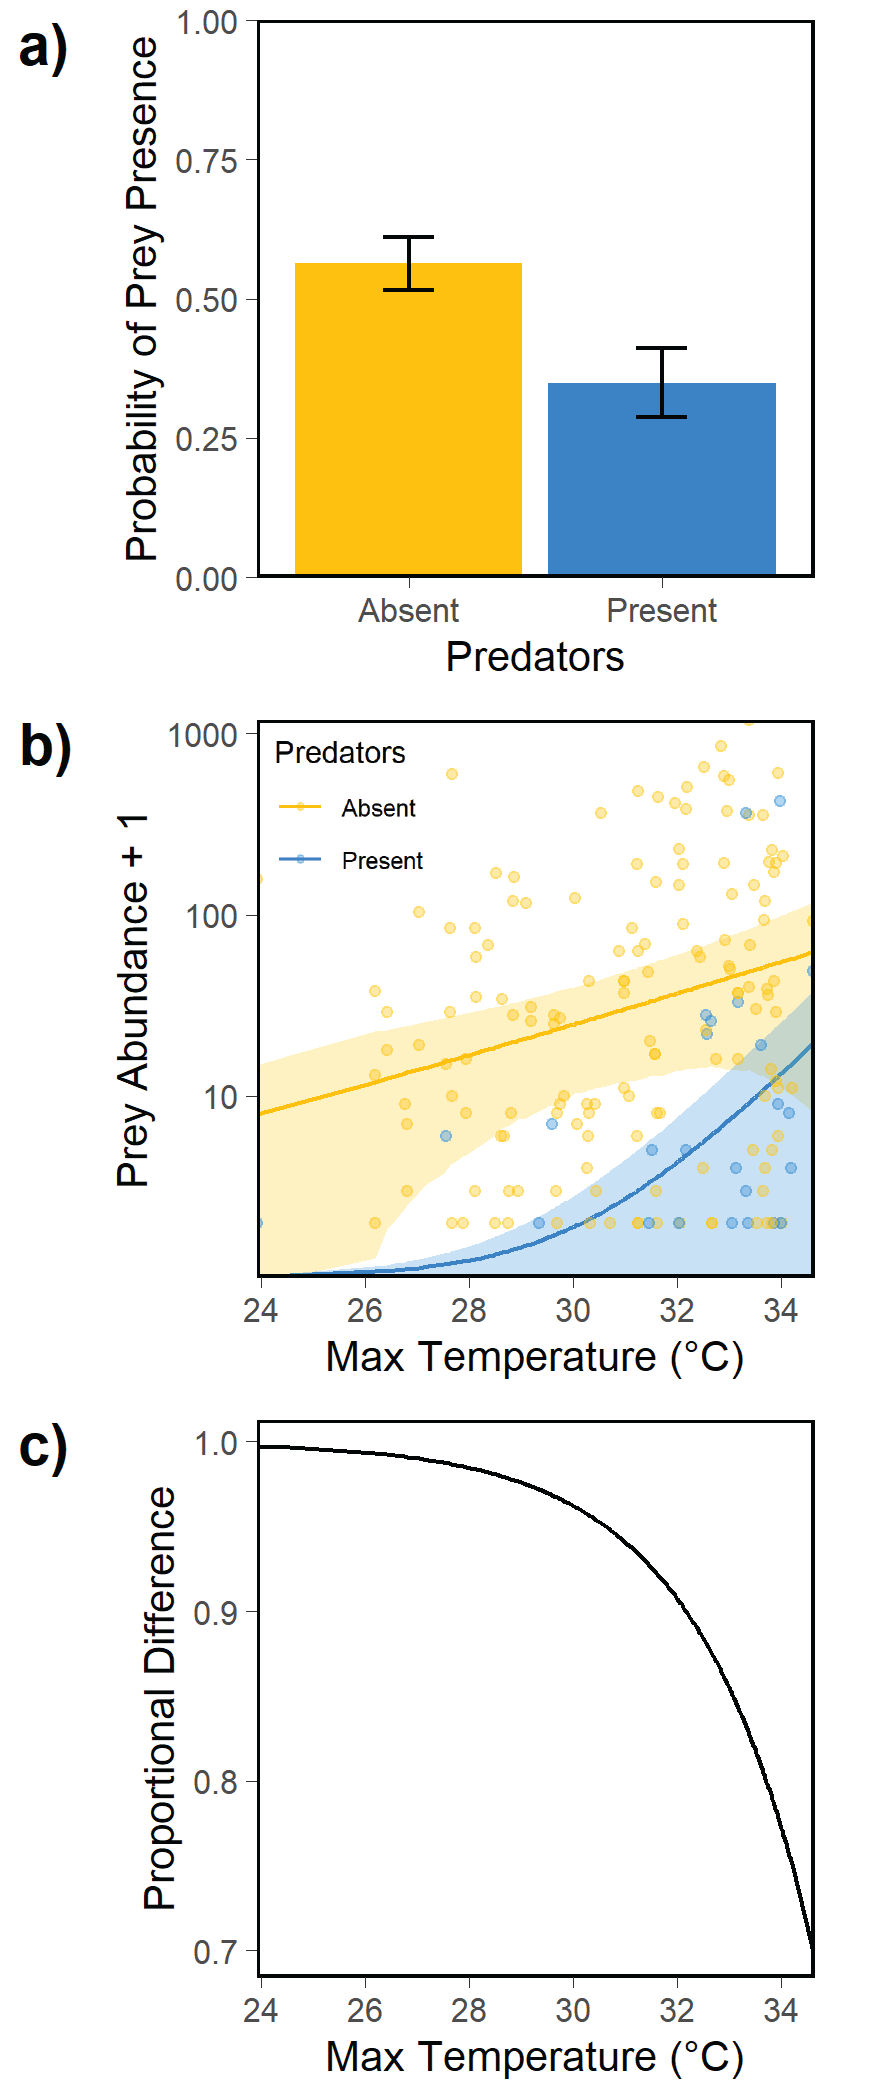 a)
Probability of Prey Presence
1.00
0.75
0.50
0.25
0.00
Absent
Present
Predators
b)
Prey Abundance + 1
1000
100
10
Predators
Absent
Present
24
26
28
30
32
34
Max Temperature (°C)
c)
Proportional Difference
1.0
0.9
0.8
0.7
24
26
28
30
32
34
Max Temperature (°C)